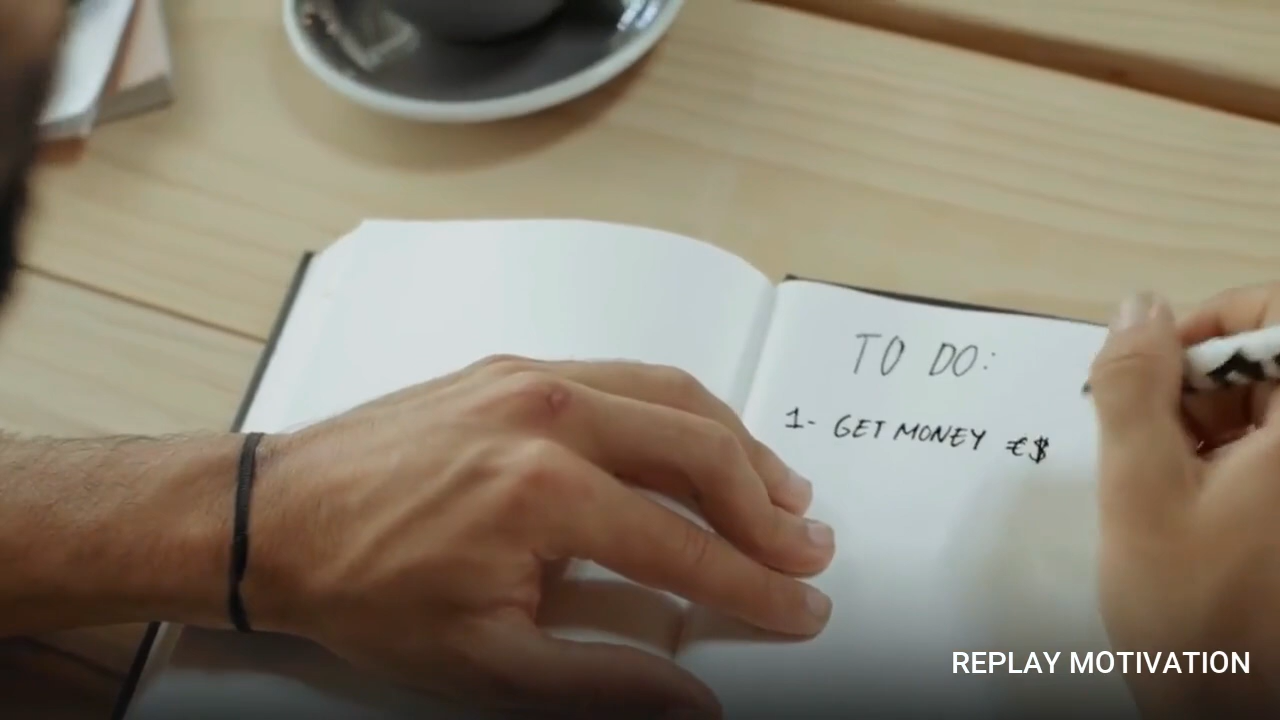 TO DO:
1- GET MONEY €$
REPLAY MOTIVATION